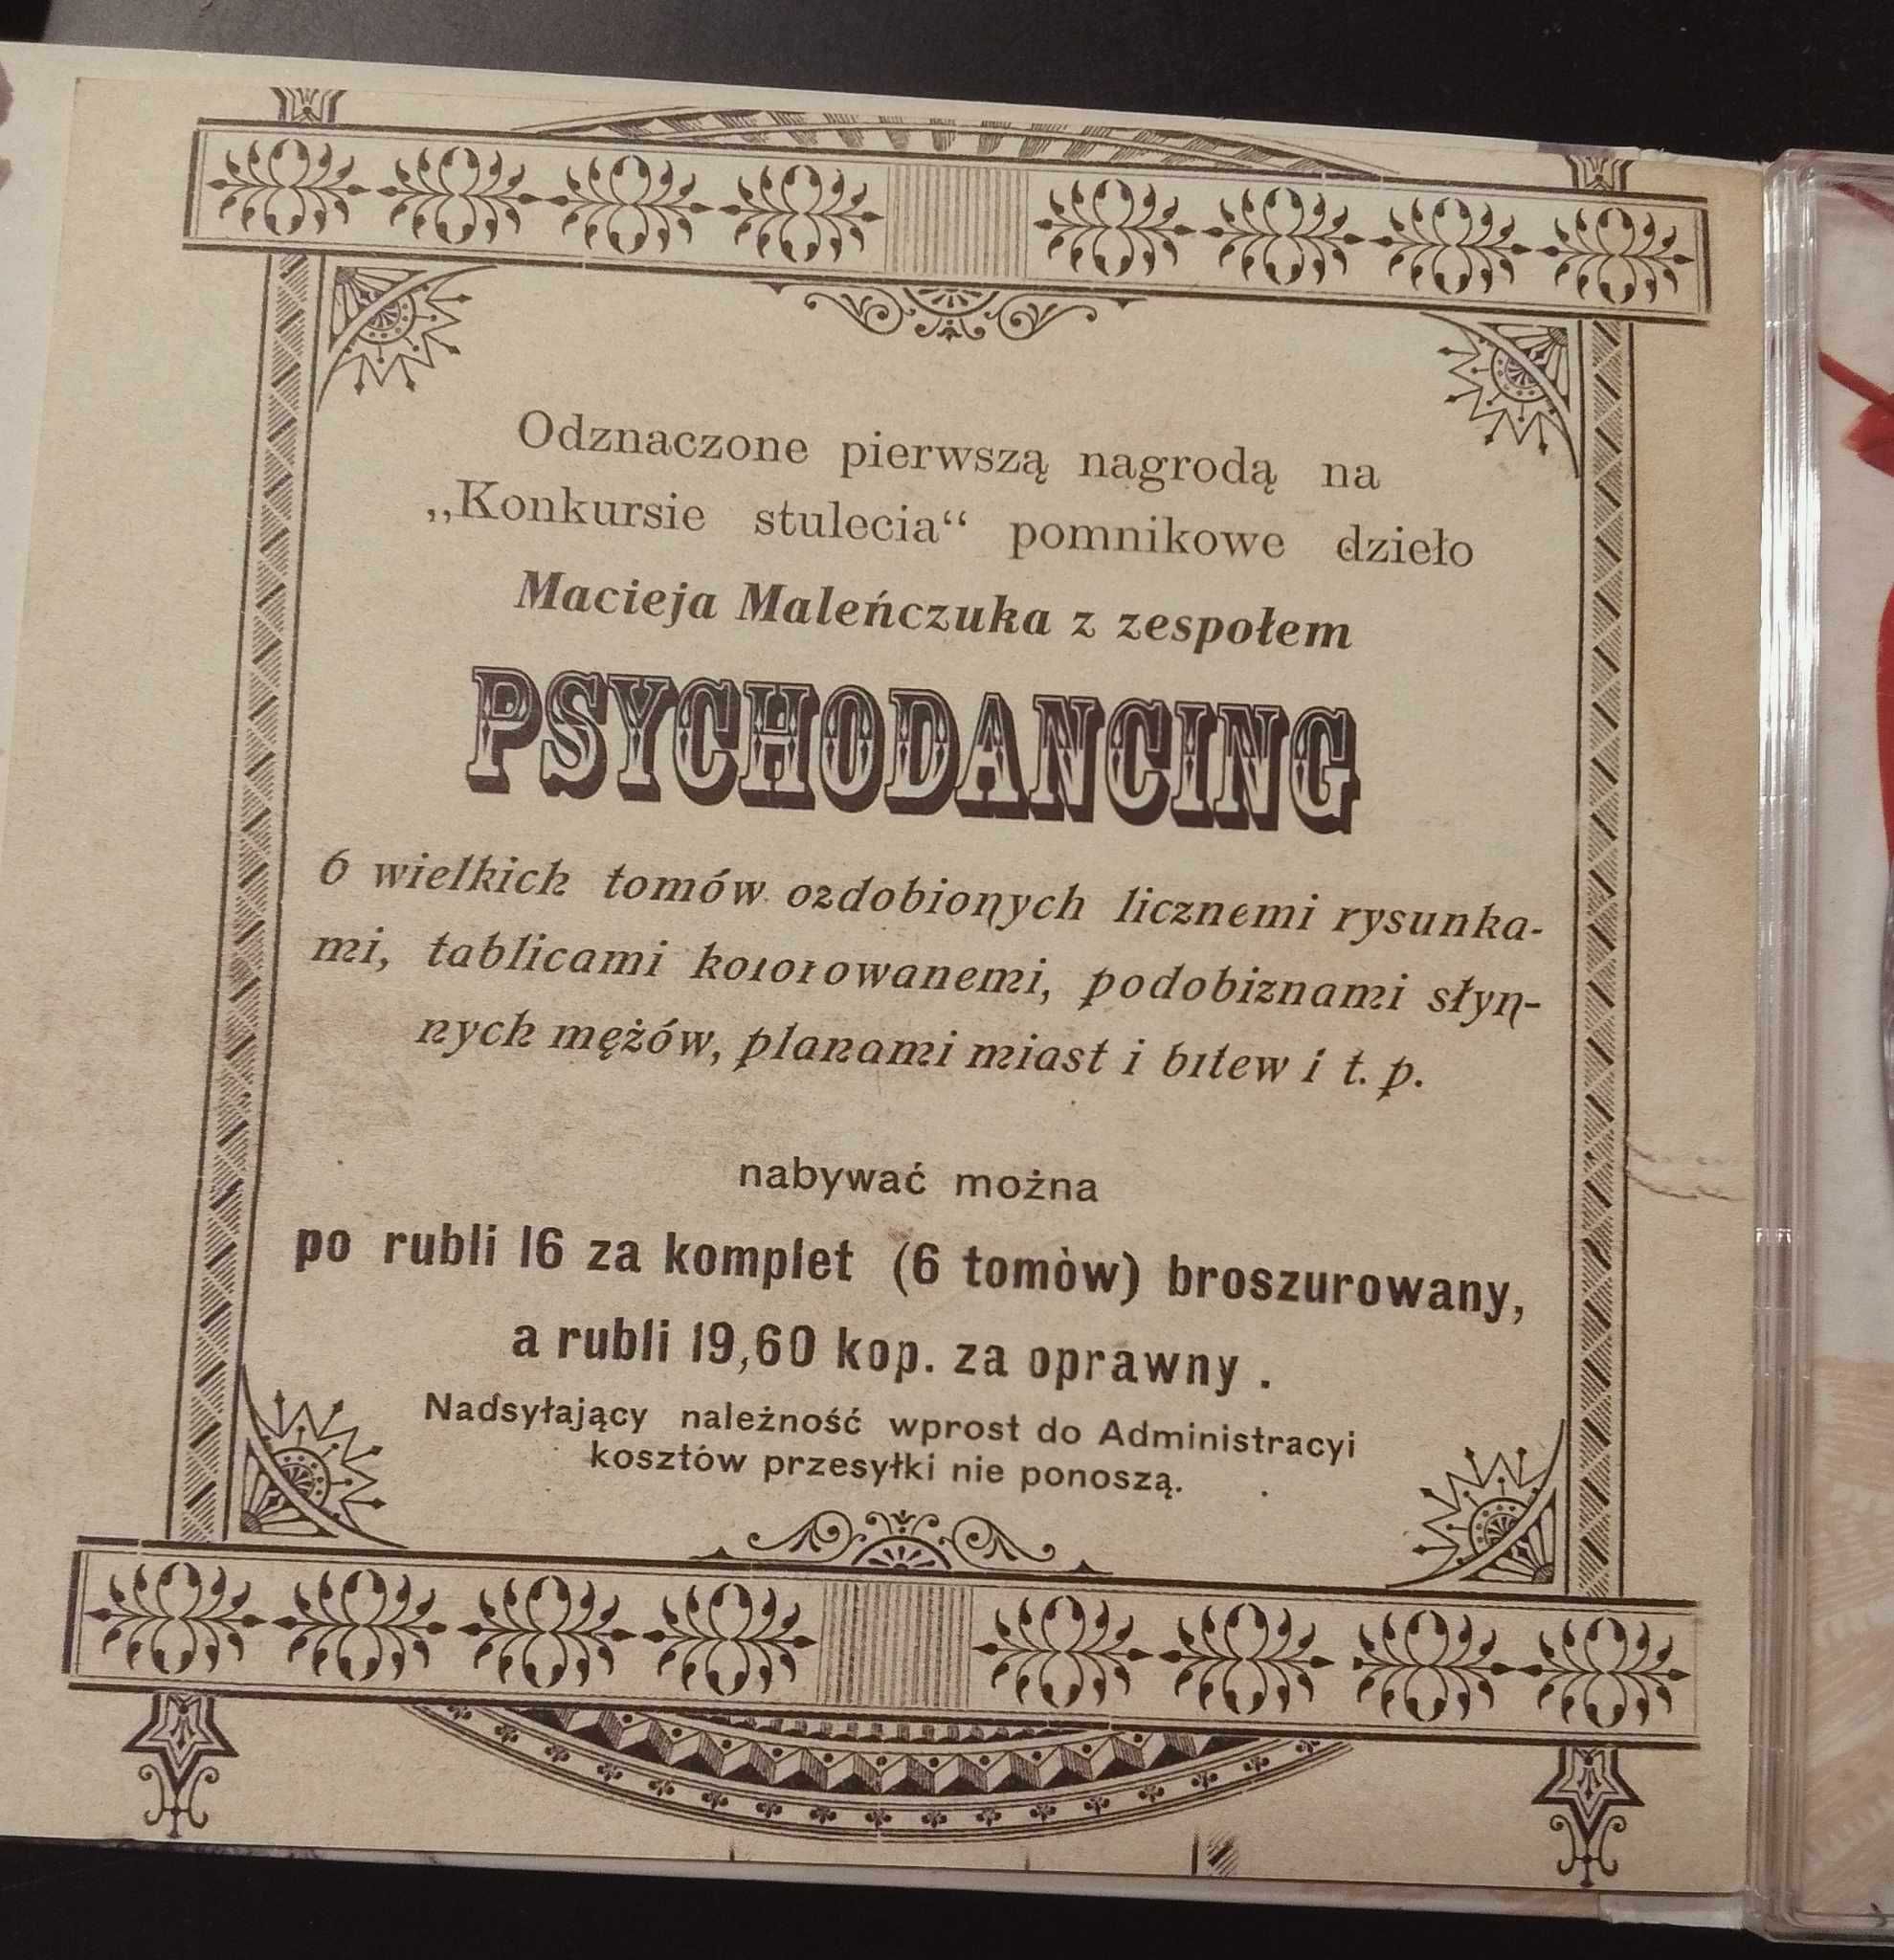 Odznaczone pierwszą nagrodą na
„Konkursie stulecia“ pomnikowe dzieło
Macieja Maleńczuka z zespołem
PSYCHODANCING
6 wielkich tomów ozdobionych licznemi rysunka-
mi, tablicami kolorowanemi, podobiznami słyn-
nych mężów, planami miast i bitew i t. p.
nabywać można
po rubli 16 za komplet (6 tomòw) broszurowany,
a rubli 19,60 kop. za oprawny .
Nadsyłający należność wprost do Administracyi
kosztów przesyłki nie ponoszą.